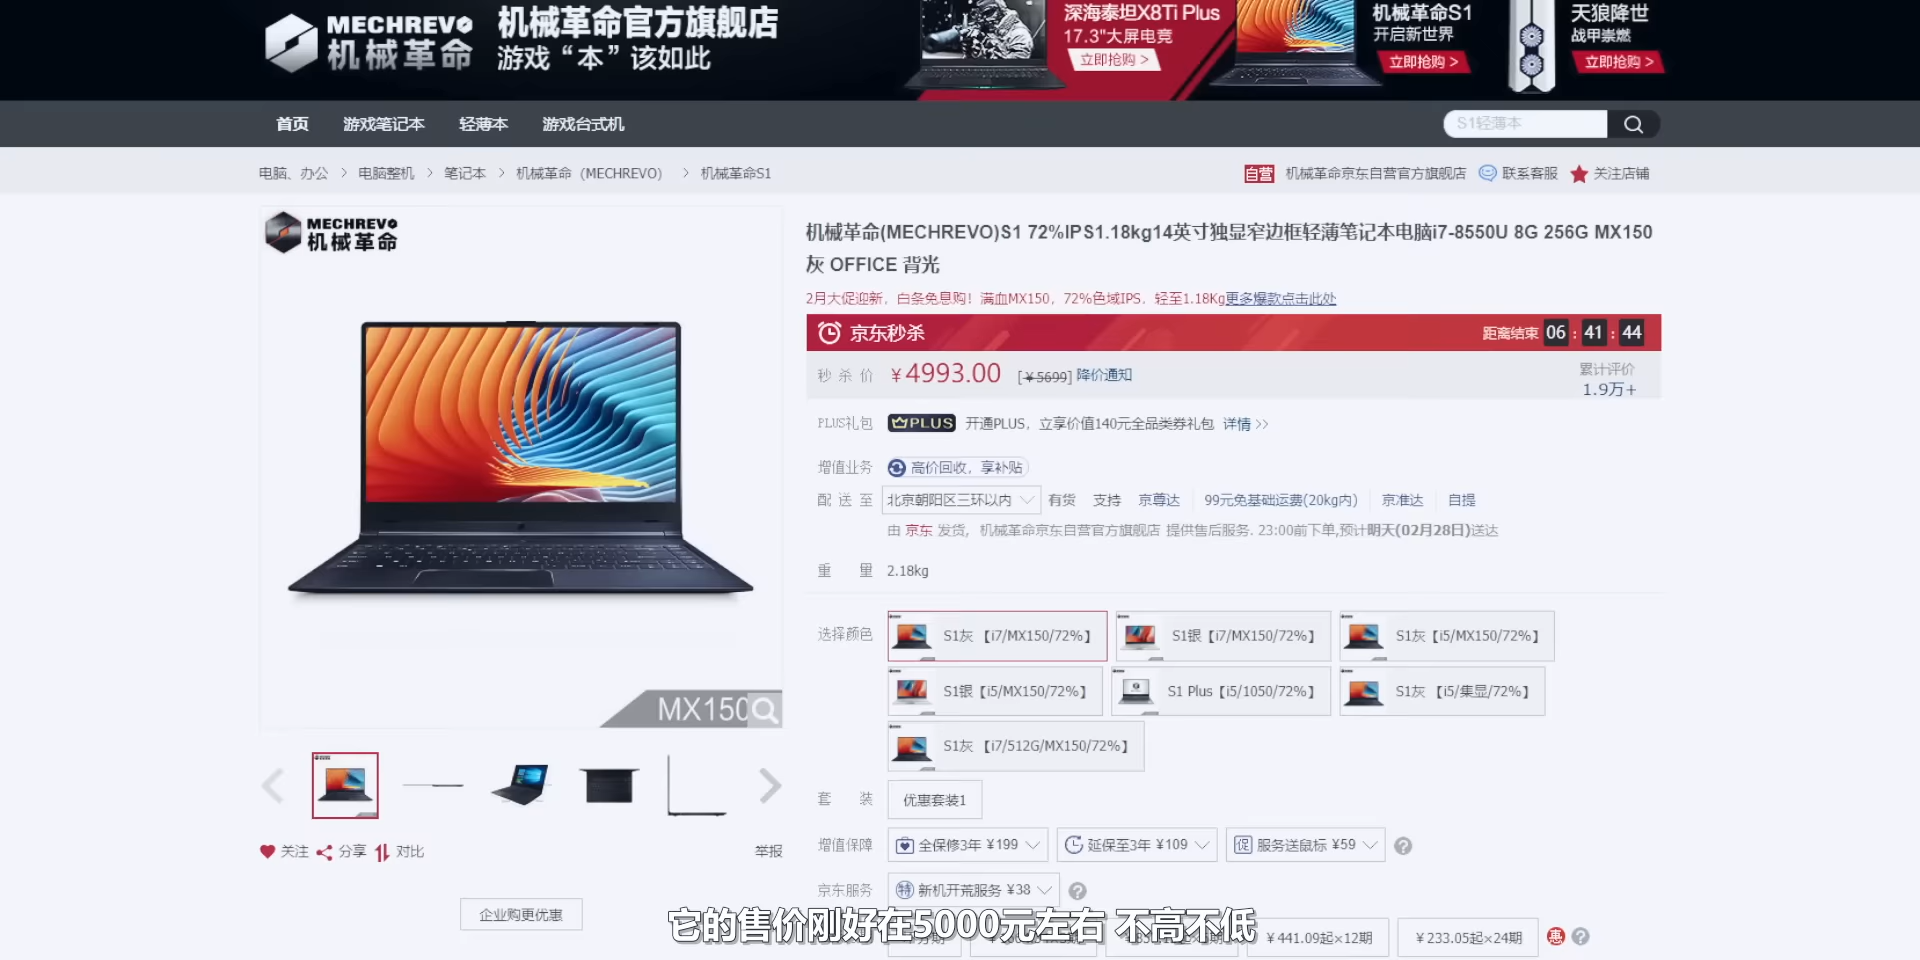 MECHREVO
机械革命
机械革命官方旗舰店
游戏“本”该如此
深海泰坦X8Ti Plus
17.3"大屏电竞
立即抢购 >
机械革命S1
开启新世界
立即抢购 >
天狼降世
战甲崇燃
立即抢购 >
首页 游戏笔记本 轻薄本 游戏台式机
S1轻薄本
电脑、办公 > 电脑整机 > 笔记本 > 机械革命（MECHREVO） > 机械革命S1
自营 机械革命京东自营官方旗舰店 联系客服 关注店铺
MECHREVO
机械革命
MX150
机械革命(MECHREVO)S1 72%IPS1.18kg14英寸独显窄边框轻薄笔记本电脑i7-8550U 8G 256G MX150
灰 OFFICE 背光
2月大促迎新，白条免息购！满血MX150，72%色域IPS，轻至1.18Kg更多爆款点击此处
京东秒杀 距离结束 06 : 41 : 44
秒杀价 ￥4993.00 [￥5699] 降价通知
累计评价
1.9万+
PLUS礼包 PLUS 开通PLUS，立享价值140元全品类券礼包 详情 >>
增值业务 高价回收，享补贴
配送至 北京朝阳区三环以内 有货 支持 京尊达 99元免基础运费(20kg内) 京准达 自提
由 京东 发货，机械革命京东自营官方旗舰店 提供售后服务. 23:00前下单,预计明天(02月28日)送达
重量 2.18kg
选择颜色 S1灰 【i7/MX150/72%】 S1银【i7/MX150/72%】 S1灰【i5/MX150/72%】
S1银【i5/MX150/72%】 S1 Plus【i5/1050/72%】 S1灰 【i5/集显/72%】
S1灰 【i7/512G/MX150/72%】
套装 优惠套装1
增值保障 全保修3年 ¥199 延保至3年 ¥109 促 服务送鼠标 ¥59
京东服务 特 新机开荒服务 ¥38
关注 分享 对比 举报
企业购更优惠
￥441.09起×12期 ￥233.05起×24期 惠
它的售价刚好在5000元左右 不高不低